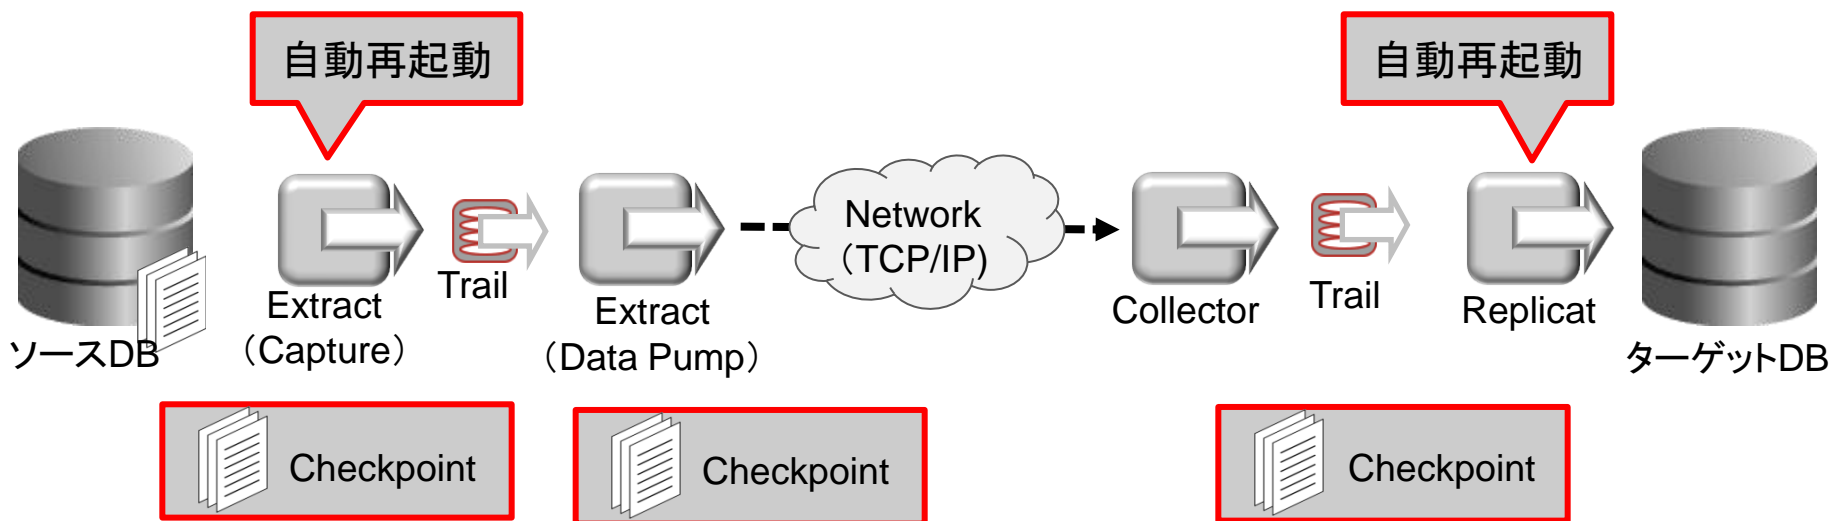 自動再起動
自動再起動
ソースDB
Extract
（Capture）
Trail
Extract
（Data Pump）
Network
（TCP/IP)
Collector
Trail
Replicat
ターゲットDB
Checkpoint
Checkpoint
Checkpoint